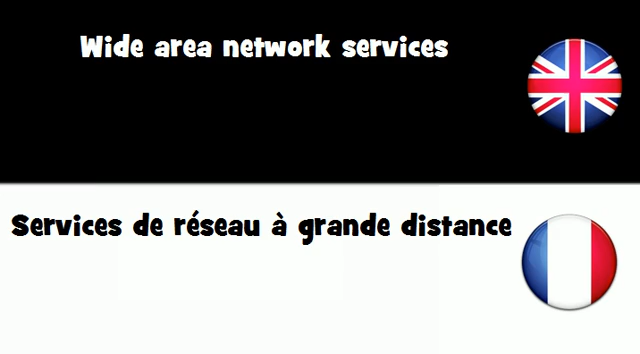 Wide area network services
Services de réseau à grande distance